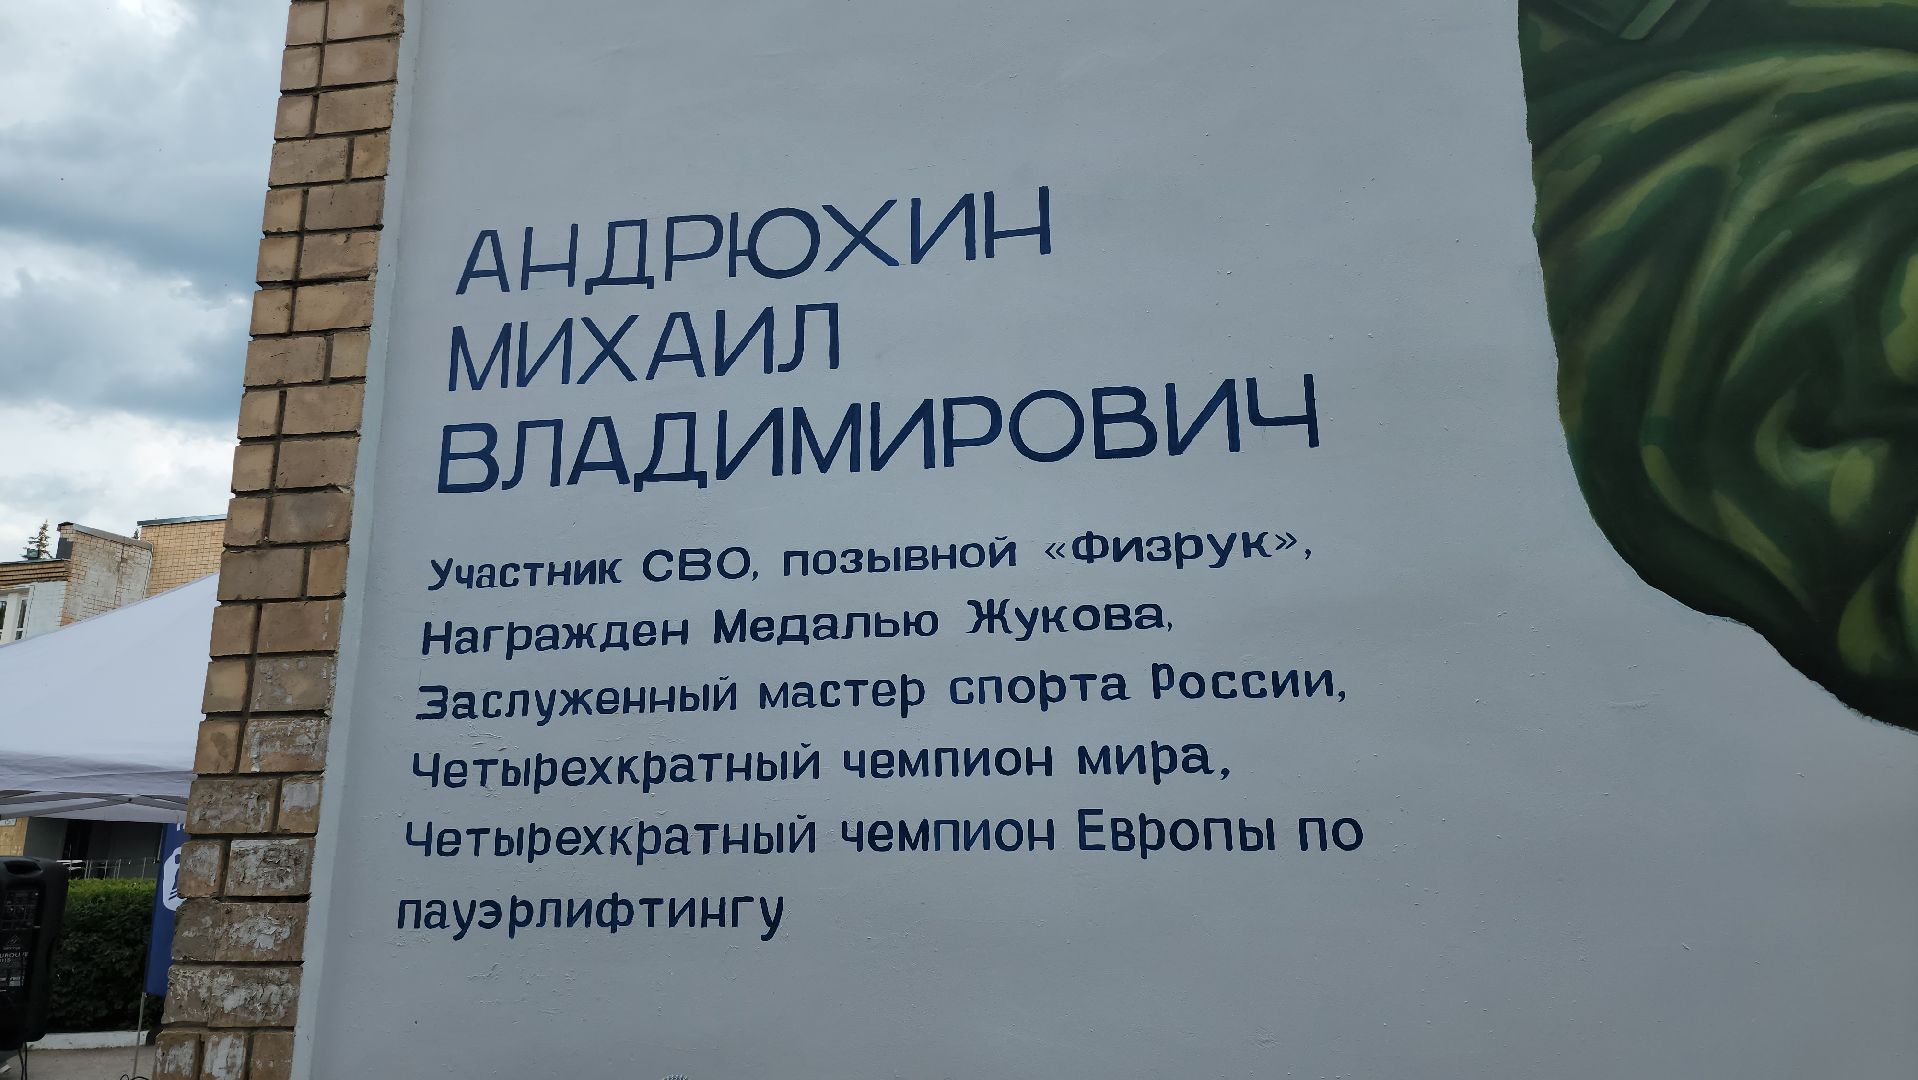 АНДРЮХИН
МИХАИЛ
ВЛАДИМИРОВИЧ
Участник СВО, позывной «Физрук»,
Награжден Медалью Жукова,
Заслуженный мастер спорта России,
Четырехкратный чемпион мира,
Четырехкратный чемпион Европы по
пауэрлифтингу